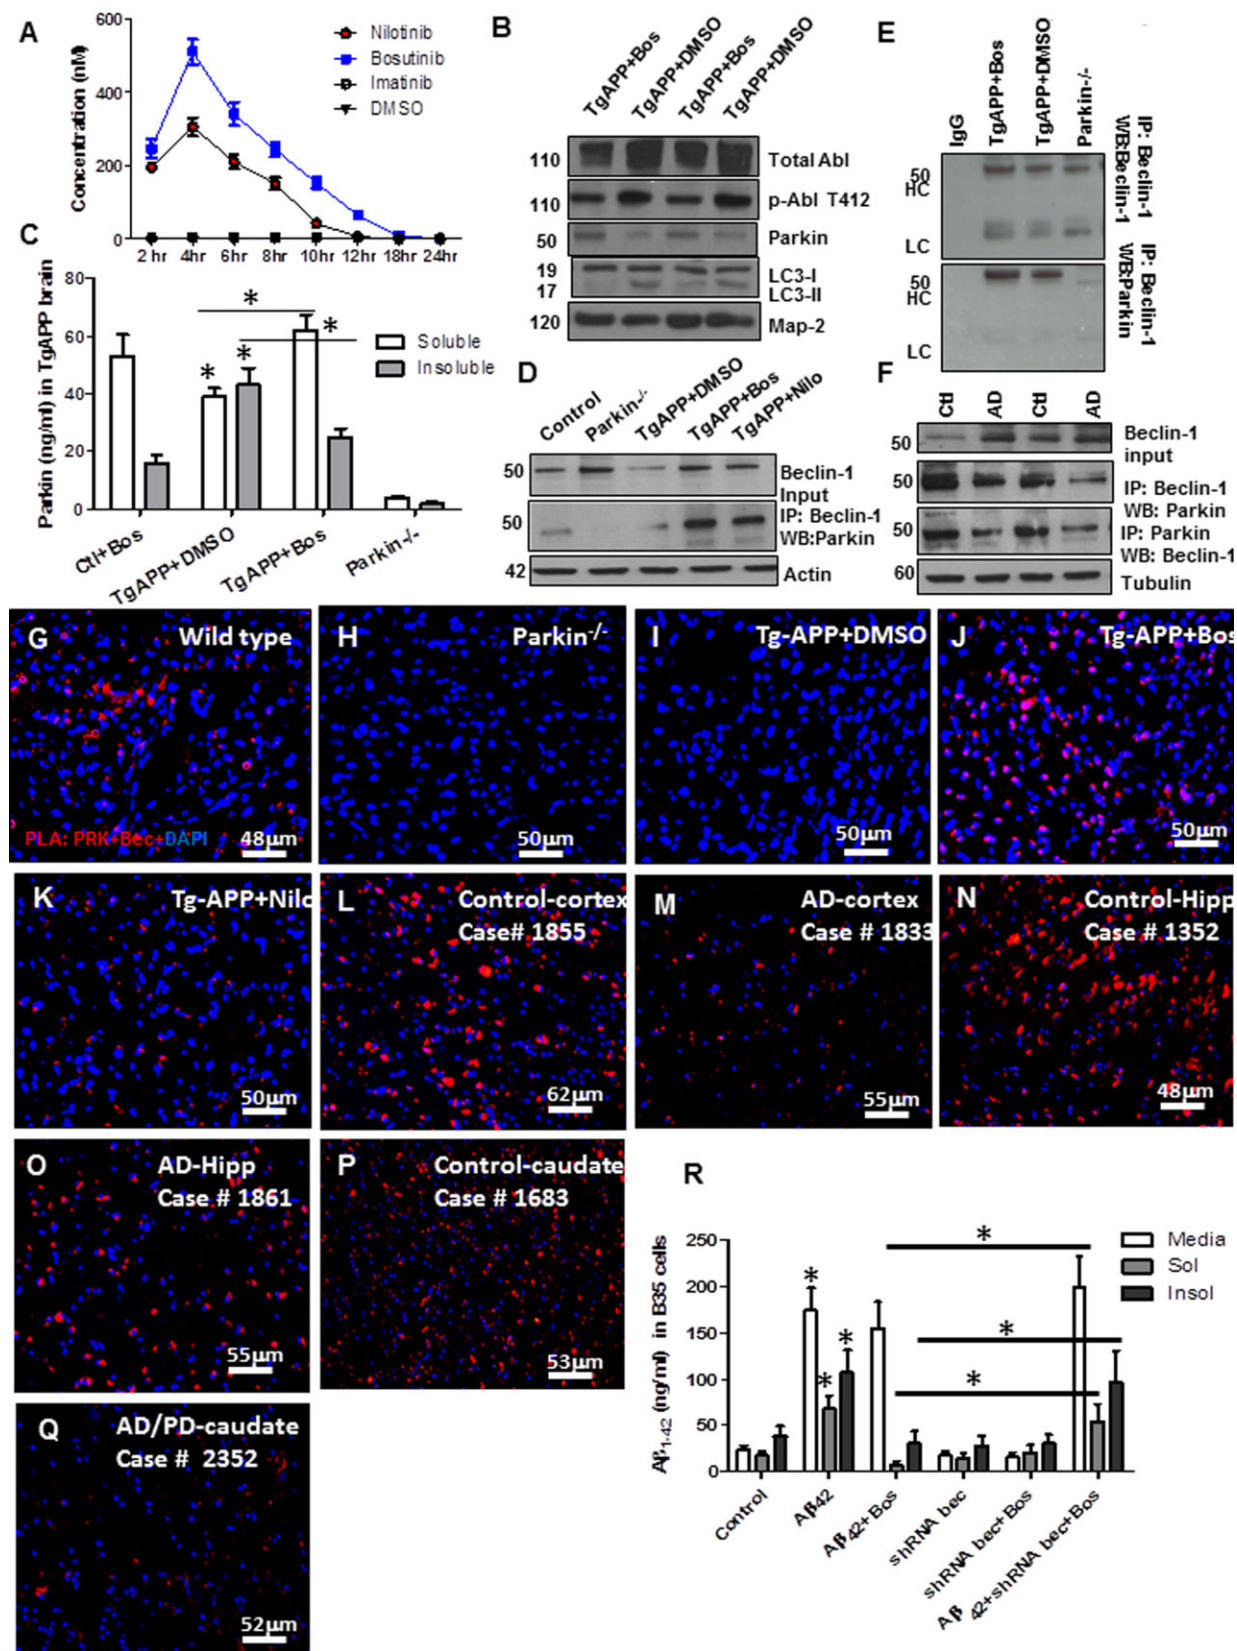 A
Concentration (nM)
600
400
200
0
2 hr 4hr 6hr 8hr 10hr 12hr 18hr 24hr
Nilotinib
Bosutinib
Imatinib
DMSO
B
TgAPP+Bos
TgAPP+DMSO
TgAPP+Bos
TgAPP+DMSO
110 Total Abl
110 p-Abl T412
50 Parkin
19 LC3-I
17 LC3-II
120 Map-2
E
IgG
TgAPP+Bos
TgAPP+DMSO
Parkin-/-
50
HC
LC
IP: Beclin-1
WB:Beclin-1
50
HC
LC
IP: Beclin-1
WB:Parkin
C
Parkin (ng/ml) in TgAPP brain
80
60
40
20
0
* * * *
Soluble
Insoluble
Ctl+Bos
TgAPP+DMSO
TgAPP+Bos
Parkin-/-
D
Control
Parkin-/-
TgAPP+DMSO
TgAPP+Bos
TgAPP+Nilo
50 Beclin-1
Input
50 IP: Beclin-1
WB:Parkin
42 Actin
F
Ctl
AD
Ctl
AD
50 Beclin-1
input
50 IP: Beclin-1
WB: Parkin
50 IP: Parkin
WB: Beclin-1
60 Tubulin
G Wild type
PLA: PRK+Bec+DAPI
48µm
H Parkin-/-
50µm
I Tg-APP+DMSO
50µm
J Tg-APP+Bos
50µm
K Tg-APP+Nilo
50µm
L Control-cortex
Case# 1855
62µm
M AD-cortex
Case # 1833
55µm
N Control-Hipp
Case # 1352
48µm
O AD-Hipp
Case # 1861
55µm
P Control-caudate
Case # 1683
53µm
Q AD/PD-caudate
Case # 2352
52µm
R
Aβ1-42 (ng/ml) in B35 cells
250
200
150
100
50
0
* * * * * *
Media
Sol
Insol
Control
Aβ42
Aβ42+Bos
shRNA bec
shRNA bec+Bos
Aβ 42+shRNA bec+Bos